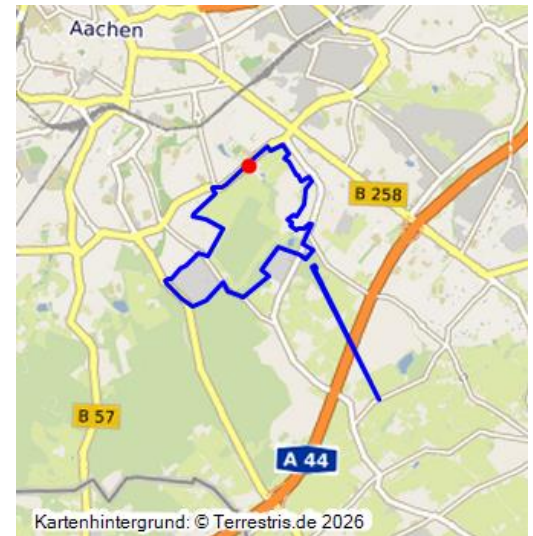 Aachen
B 258
B 57
A 44
Kartenhintergrund: © Terrestris.de 2026